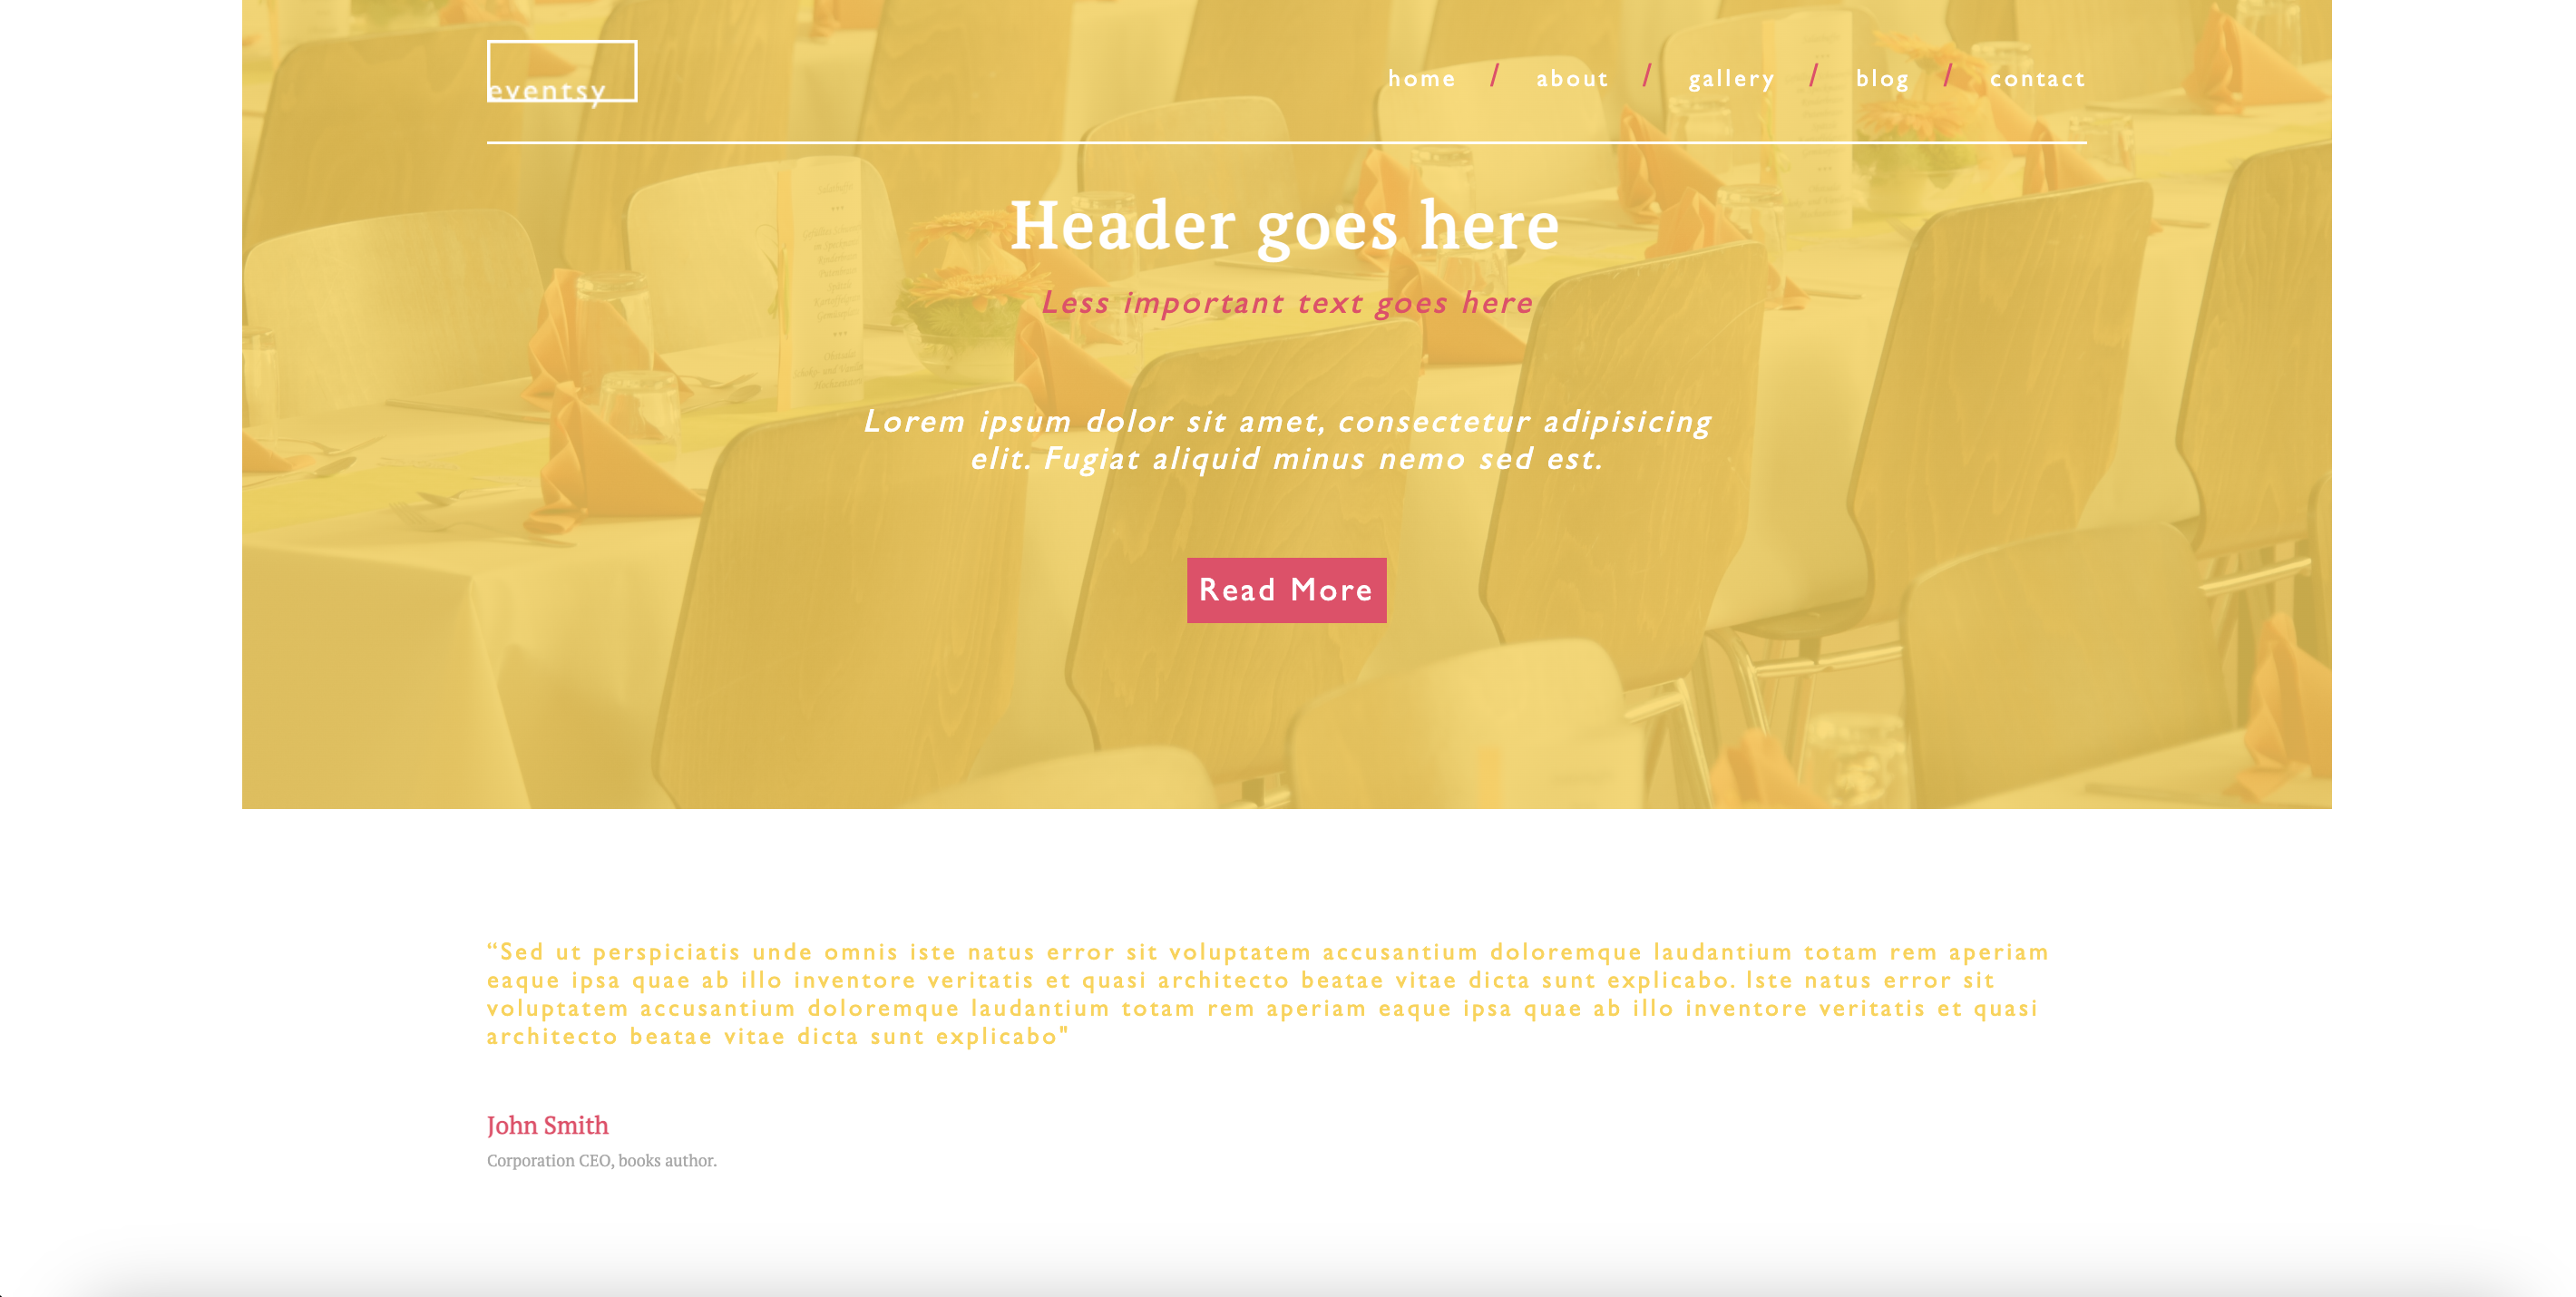 eventsy
home / about / gallery / blog / contact
Header goes here
Less important text goes here
Lorem ipsum dolor sit amet, consectetur adipisicing
elit. Fugiat aliquid minus nemo sed est.
Read More
“Sed ut perspiciatis unde omnis iste natus error sit voluptatem accusantium doloremque laudantium totam rem aperiam
eaque ipsa quae ab illo inventore veritatis et quasi architecto beatae vitae dicta sunt explicabo. Iste natus error sit
voluptatem accusantium doloremque laudantium totam rem aperiam eaque ipsa quae ab illo inventore veritatis et quasi
architecto beatae vitae dicta sunt explicabo"
John Smith
Corporation CEO, books author.